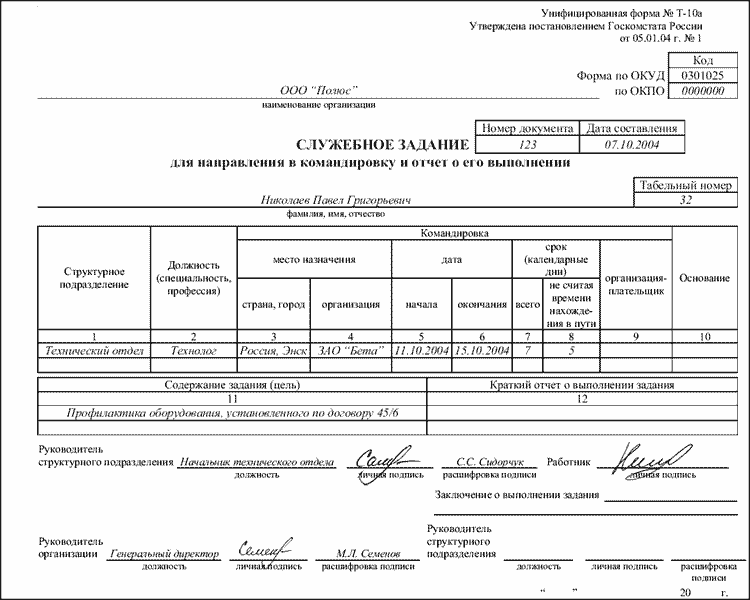 Унифицированная форма № Т-10а
Утверждена постановлением Госкомстата России
от 05.01.04 г. № 1
Код
Форма по ОКУД 0301025
ООО “Полюс” по ОКПО 0000000
наименование организации
Номер документа Дата составления
СЛУЖЕБНОЕ ЗАДАНИЕ 123 07.10.2004
для направления в командировку и отчет о его выполнении
Табельный номер
Николаев Павел Григорьевич 32
фамилия, имя, отчество
Структурное подразделение
Должность (специальность, профессия)
Командировка
место назначения
дата
срок (календарные дни)
организация-плательщик
Основание
страна, город
организация
начала
окончания
всего
не считая времени нахожде-ния в пути
1 2 3 4 5 6 7 8 9 10
Технический отдел Технолог Россия, Энск ЗАО “Бета” 11.10.2004 15.10.2004 7 5
Содержание задания (цель) Краткий отчет о выполнении задания
11 12
Профилактика оборудования, установленного по договору 45/6
Руководитель
структурного подразделения Начальник технического отдела С.С. Сидорчук Работник
должность личная подпись расшифровка подписи личная подпись
Заключение о выполнении задания
Руководитель
организации Генеральный директор Семен М.Л. Семенов
должность личная подпись расшифровка подписи
Руководитель
структурного
подразделения
должность личная подпись расшифровка
подписи
“ ” 20 г.